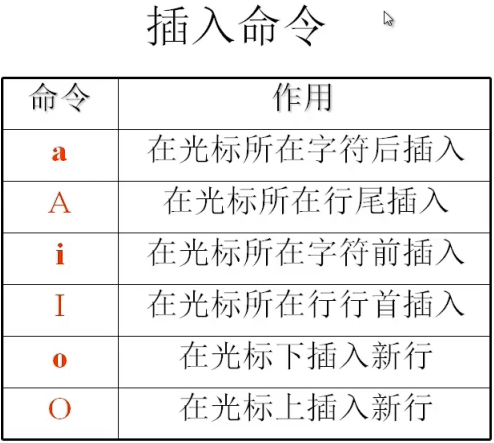 插入命令
命令 作用
a 在光标所在字符后插入
A 在光标所在行尾插入
i 在光标所在字符前插入
I 在光标所在行行首插入
o 在光标下插入新行
O 在光标上插入新行